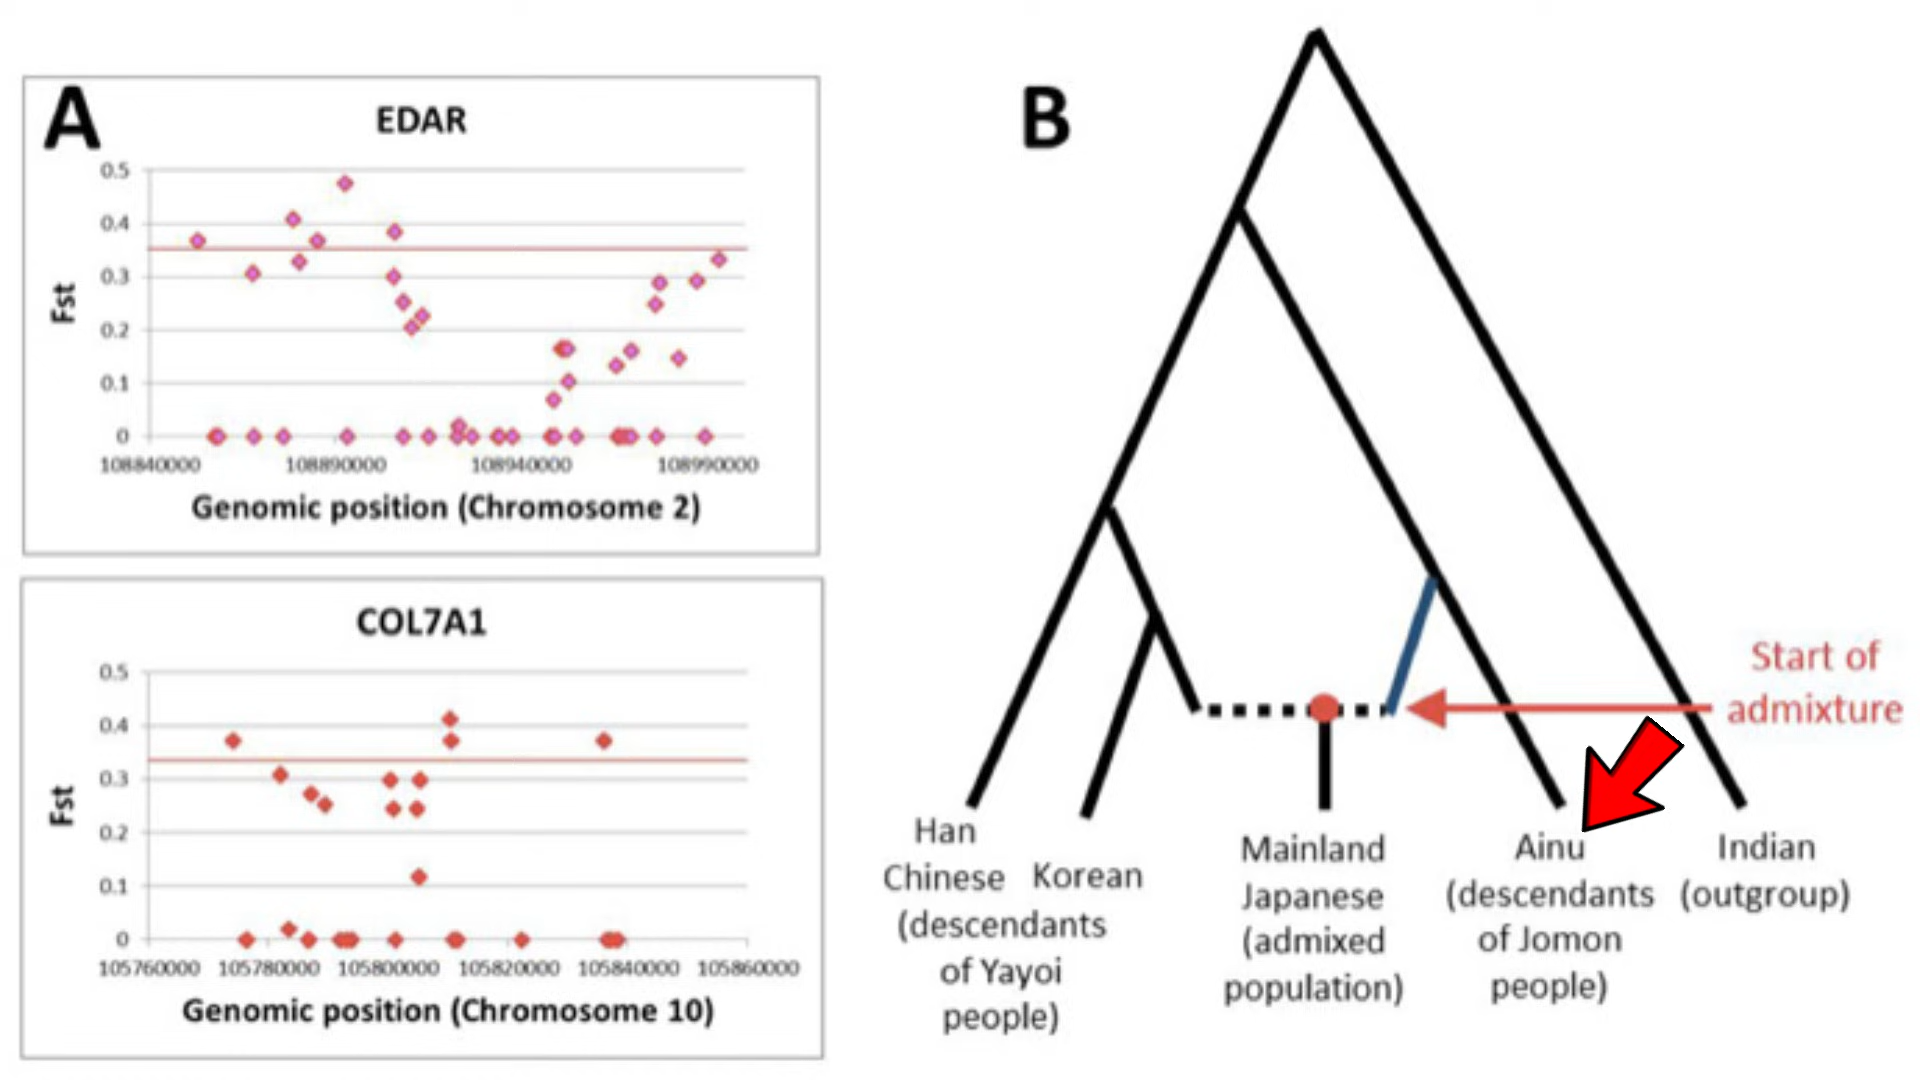 A
EDAR
0.5
0.4
0.3
0.2
0.1
0
Fst
108840000 108890000 108940000 108990000
Genomic position (Chromosome 2)
COL7A1
0.5
0.4
0.3
0.2
0.1
0
Fst
105760000 105780000 105800000 105820000 105840000 105860000
Genomic position (Chromosome 10)
B
Start of
admixture
Han
Chinese
(descendants
of Yayoi
people)
Korean
Mainland
Japanese
(admixed
population)
Ainu
(descendants
of Jomon
people)
Indian
(outgroup)